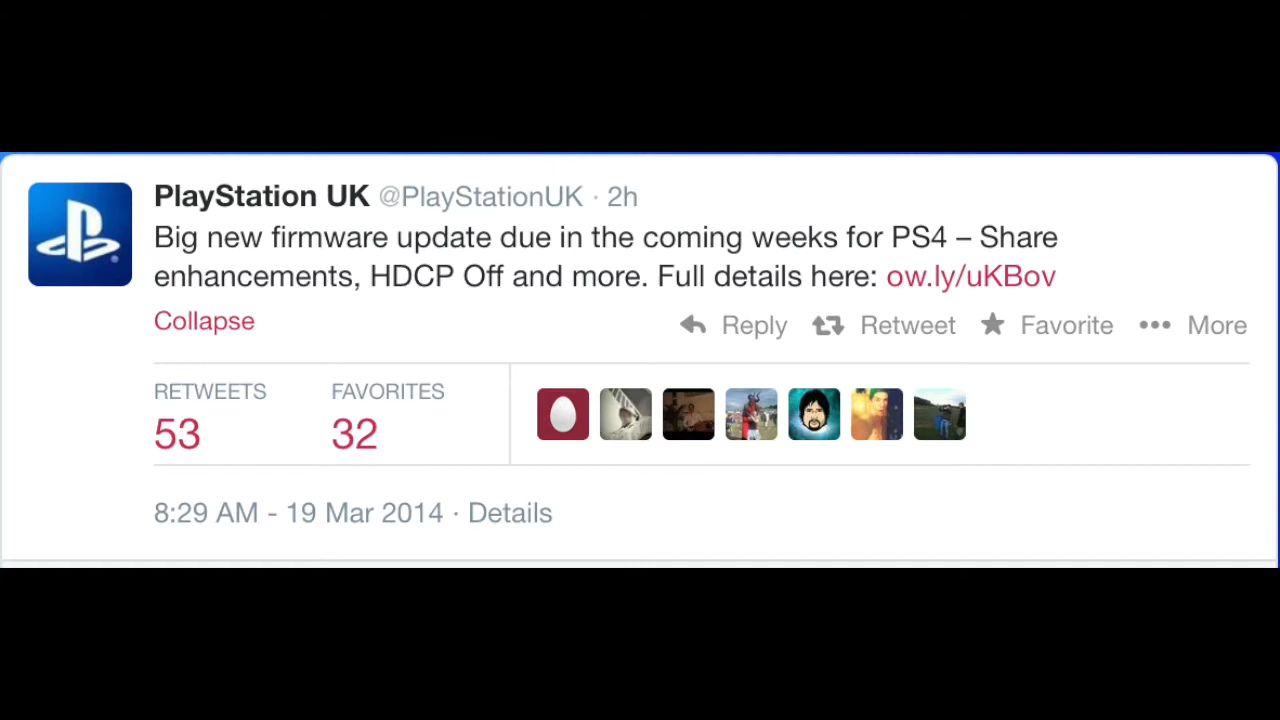 PlayStation UK @PlayStationUK · 2h
Big new firmware update due in the coming weeks for PS4 – Share
enhancements, HDCP Off and more. Full details here: ow.ly/uKBov
Collapse Reply Retweet Favorite More
RETWEETS FAVORITES
53 32
8:29 AM - 19 Mar 2014 · Details